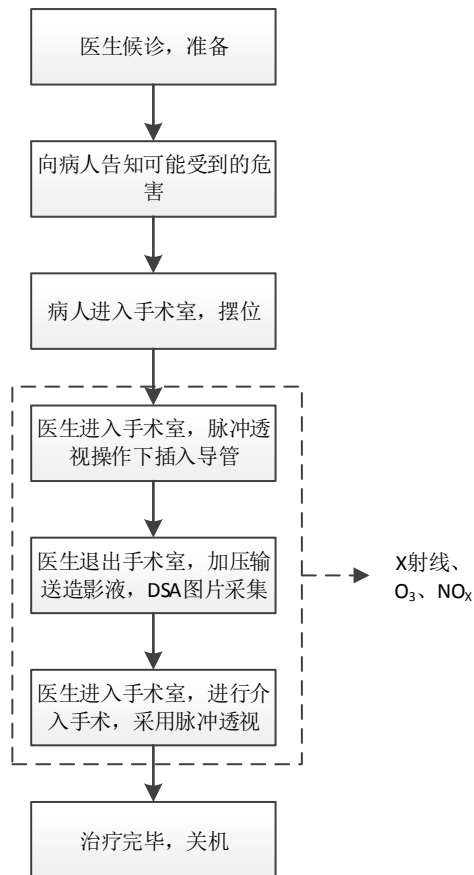 医生候诊，准备
向病人告知可能受到的危
害
病人进入手术室，摆位
医生进入手术室，脉冲透
视操作下插入导管
医生退出手术室，加压输
送造影液，DSA图片采集
X射线、
O₃、NOₓ
医生进入手术室，进行介
入手术，采用脉冲透视
治疗完毕，关机